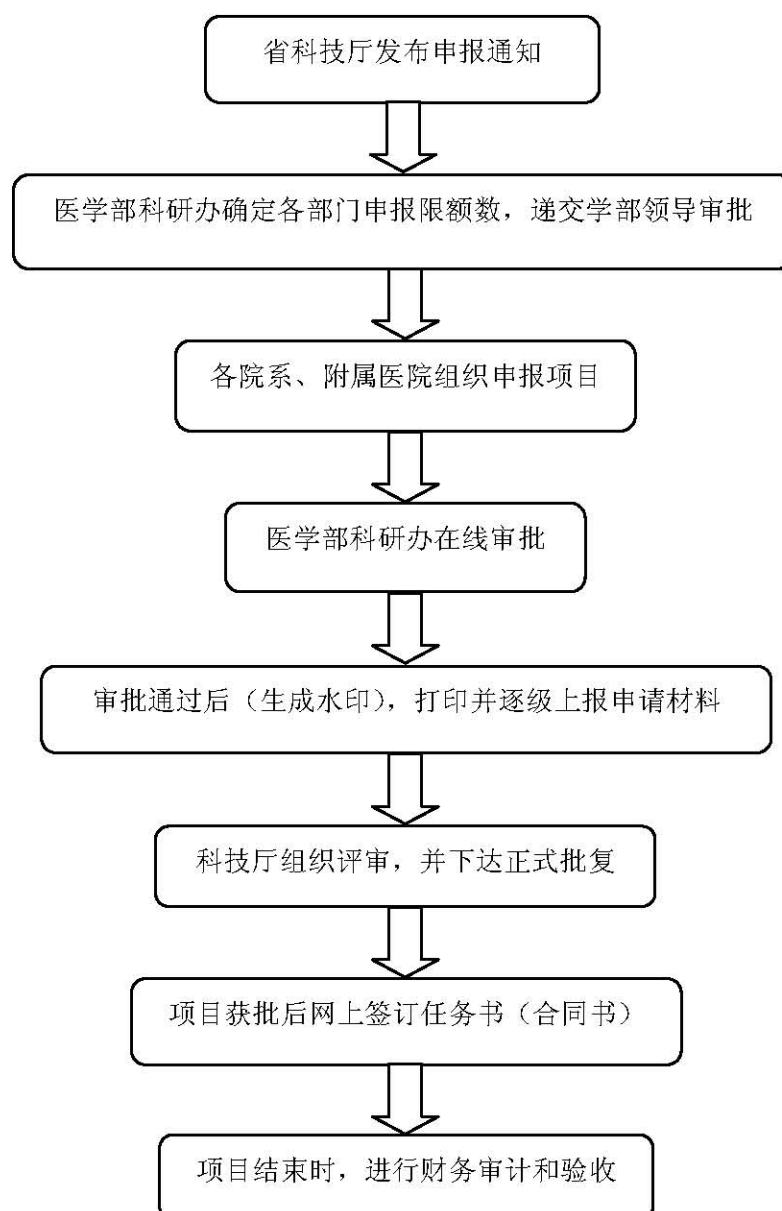 省科技厅发布申报通知
医学部科研办确定各部门申报限额数，递交学部领导审批
各院系、附属医院组织申报项目
医学部科研办在线审批
审批通过后（生成水印），打印并逐级上报申请材料
科技厅组织评审，并下达正式批复
项目获批后网上签订任务书（合同书）
项目结束时，进行财务审计和验收